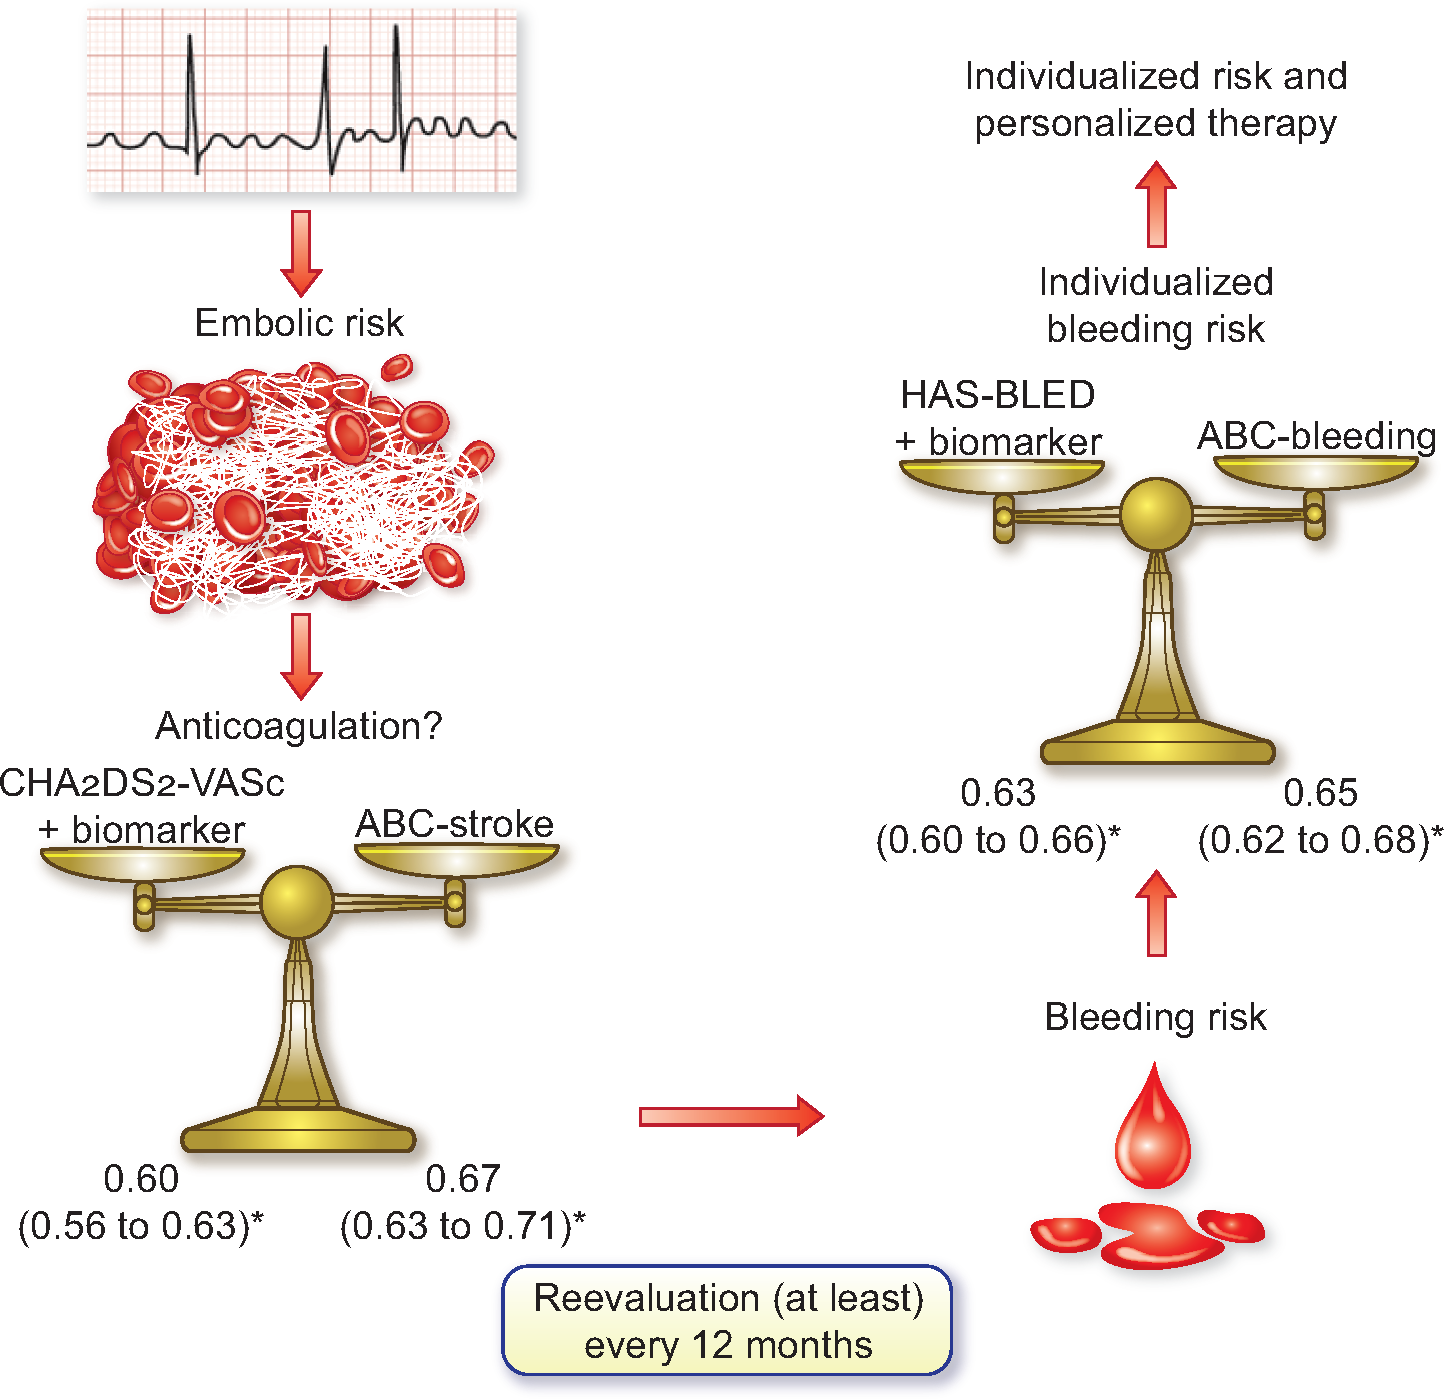 Embolic risk
Anticoagulation?
CHA2DS2-VASc
+ biomarker
ABC-stroke
0.60
(0.56 to 0.63)*
0.67
(0.63 to 0.71)*
Reevaluation (at least)
every 12 months
Bleeding risk
0.63
(0.60 to 0.66)*
0.65
(0.62 to 0.68)*
HAS-BLED
+ biomarker
ABC-bleeding
Individualized
bleeding risk
Individualized risk and
personalized therapy